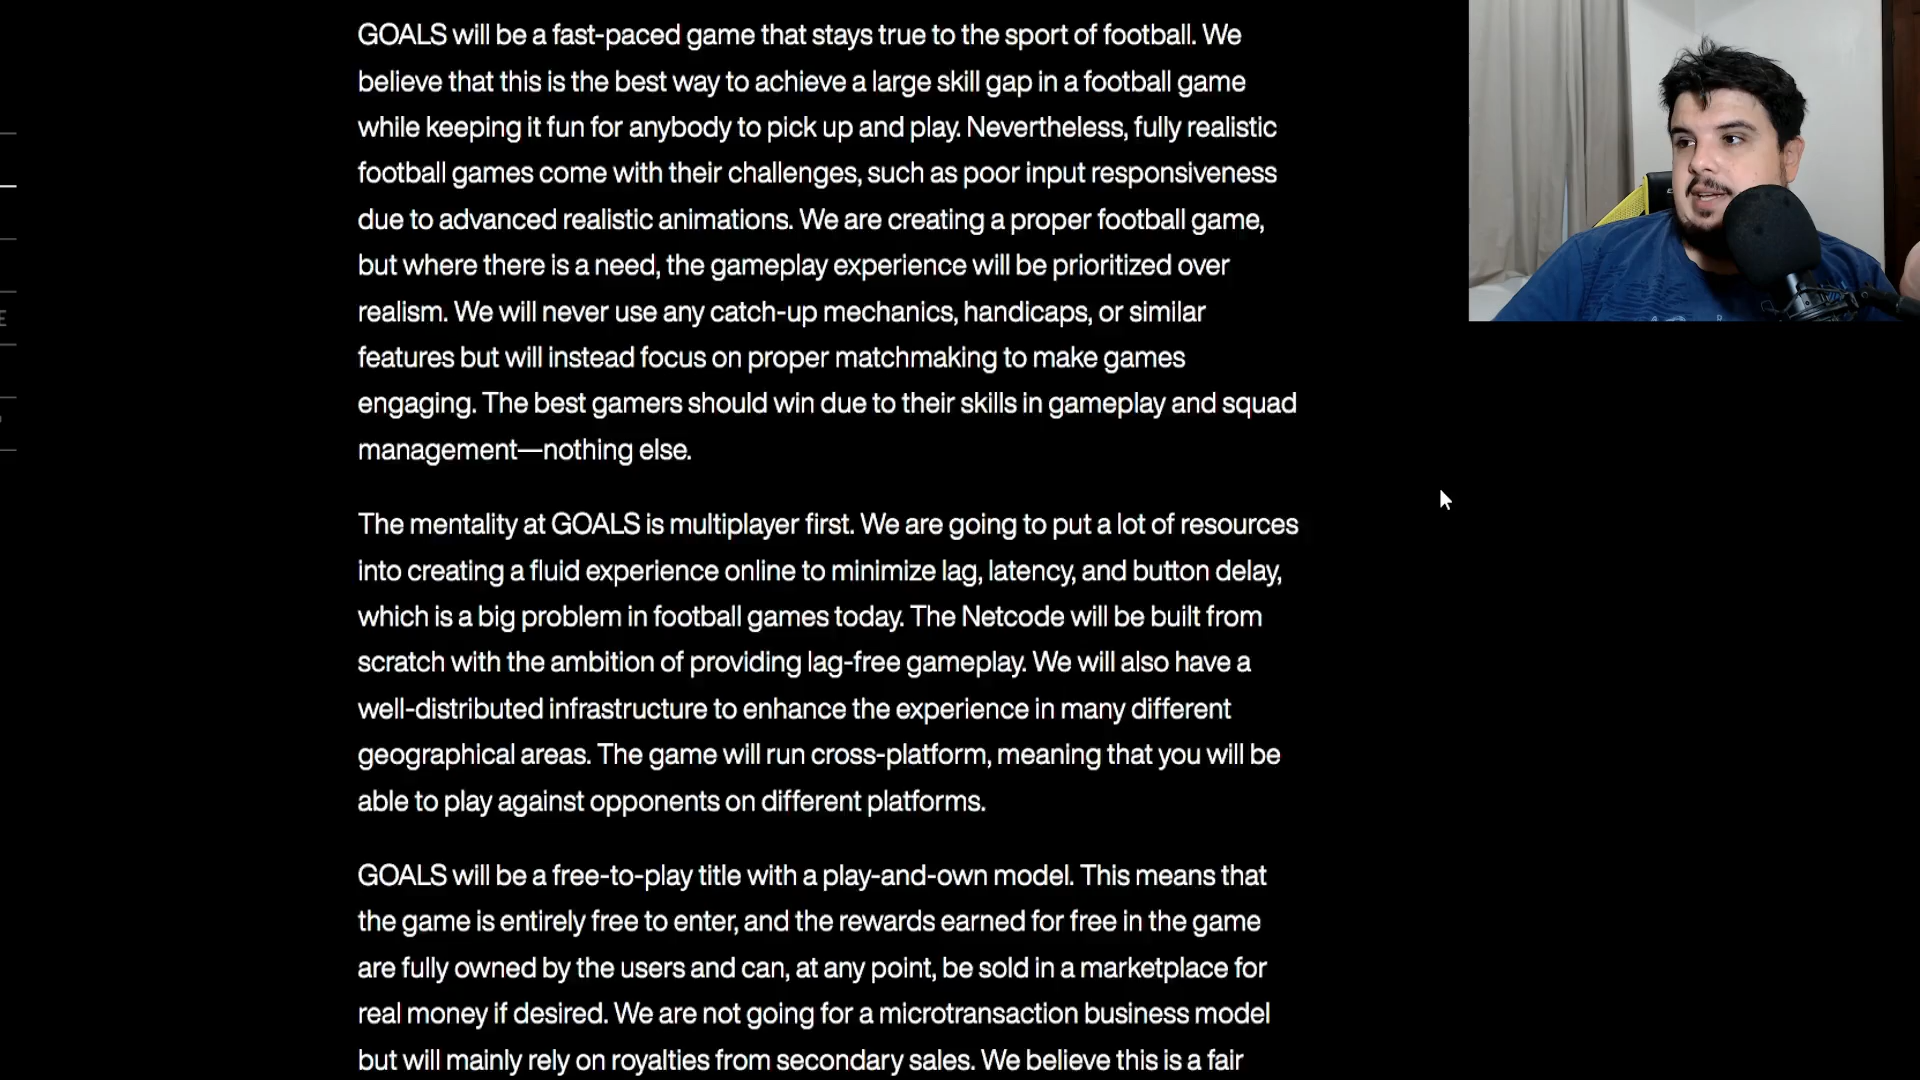 GOALS will be a fast-paced game that stays true to the sport of football. We
believe that this is the best way to achieve a large skill gap in a football game
while keeping it fun for anybody to pick up and play. Nevertheless, fully realistic
football games come with their challenges, such as poor input responsiveness
due to advanced realistic animations. We are creating a proper football game,
but where there is a need, the gameplay experience will be prioritized over
realism. We will never use any catch-up mechanics, handicaps, or similar
features but will instead focus on proper matchmaking to make games
engaging. The best gamers should win due to their skills in gameplay and squad
management—nothing else.
The mentality at GOALS is multiplayer first. We are going to put a lot of resources
into creating a fluid experience online to minimize lag, latency, and button delay,
which is a big problem in football games today. The Netcode will be built from
scratch with the ambition of providing lag-free gameplay. We will also have a
well-distributed infrastructure to enhance the experience in many different
geographical areas. The game will run cross-platform, meaning that you will be
able to play against opponents on different platforms.
GOALS will be a free-to-play title with a play-and-own model. This means that
the game is entirely free to enter, and the rewards earned for free in the game
are fully owned by the users and can, at any point, be sold in a marketplace for
real money if desired. We are not going for a microtransaction business model
but will mainly rely on royalties from secondary sales. We believe this is a fair